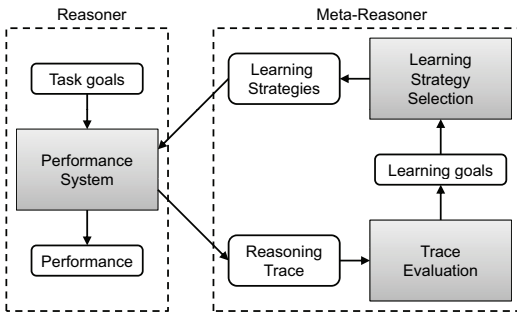 Reasoner
Meta-Reasoner
Task goals
Performance
System
Performance
Learning
Strategies
Learning
Strategy
Selection
Learning goals
Reasoning
Trace
Trace
Evaluation